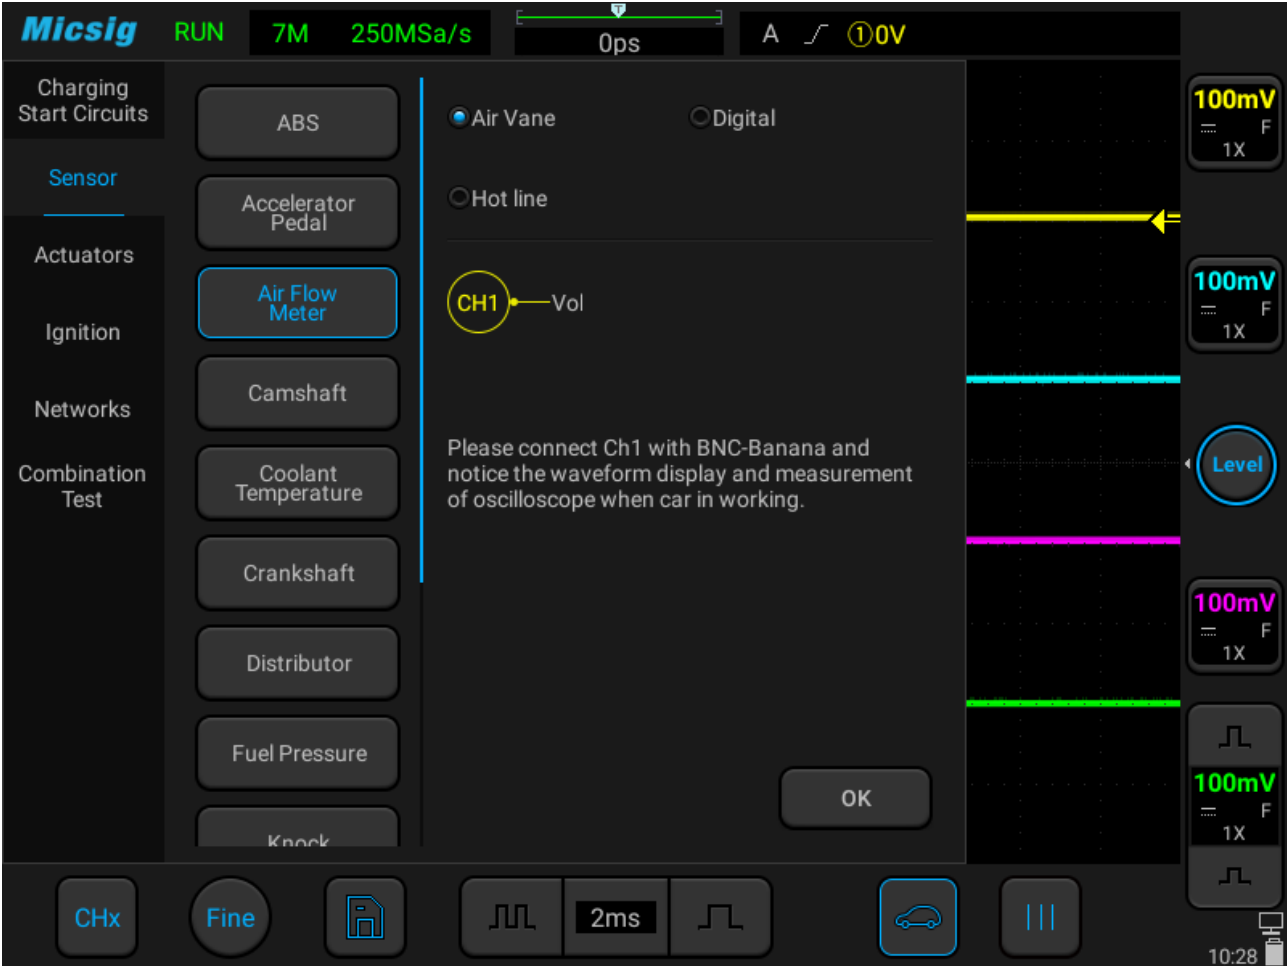 Micsig
RUN
7M
250MSa/s
T
0ps
A
①0V
Charging
Start Circuits
Sensor
Actuators
Ignition
Networks
Combination
Test
ABS
Accelerator
Pedal
Air Flow
Meter
Camshaft
Coolant
Temperature
Crankshaft
Distributor
Fuel Pressure
Knock
Air Vane
Digital
Hot line
CH1
Vol
Please connect Ch1 with BNC-Banana and
notice the waveform display and measurement
of oscilloscope when car in working.
OK
100mV
F
1X
100mV
F
1X
Level
100mV
F
1X
100mV
F
1X
CHx
Fine
2ms
10:28